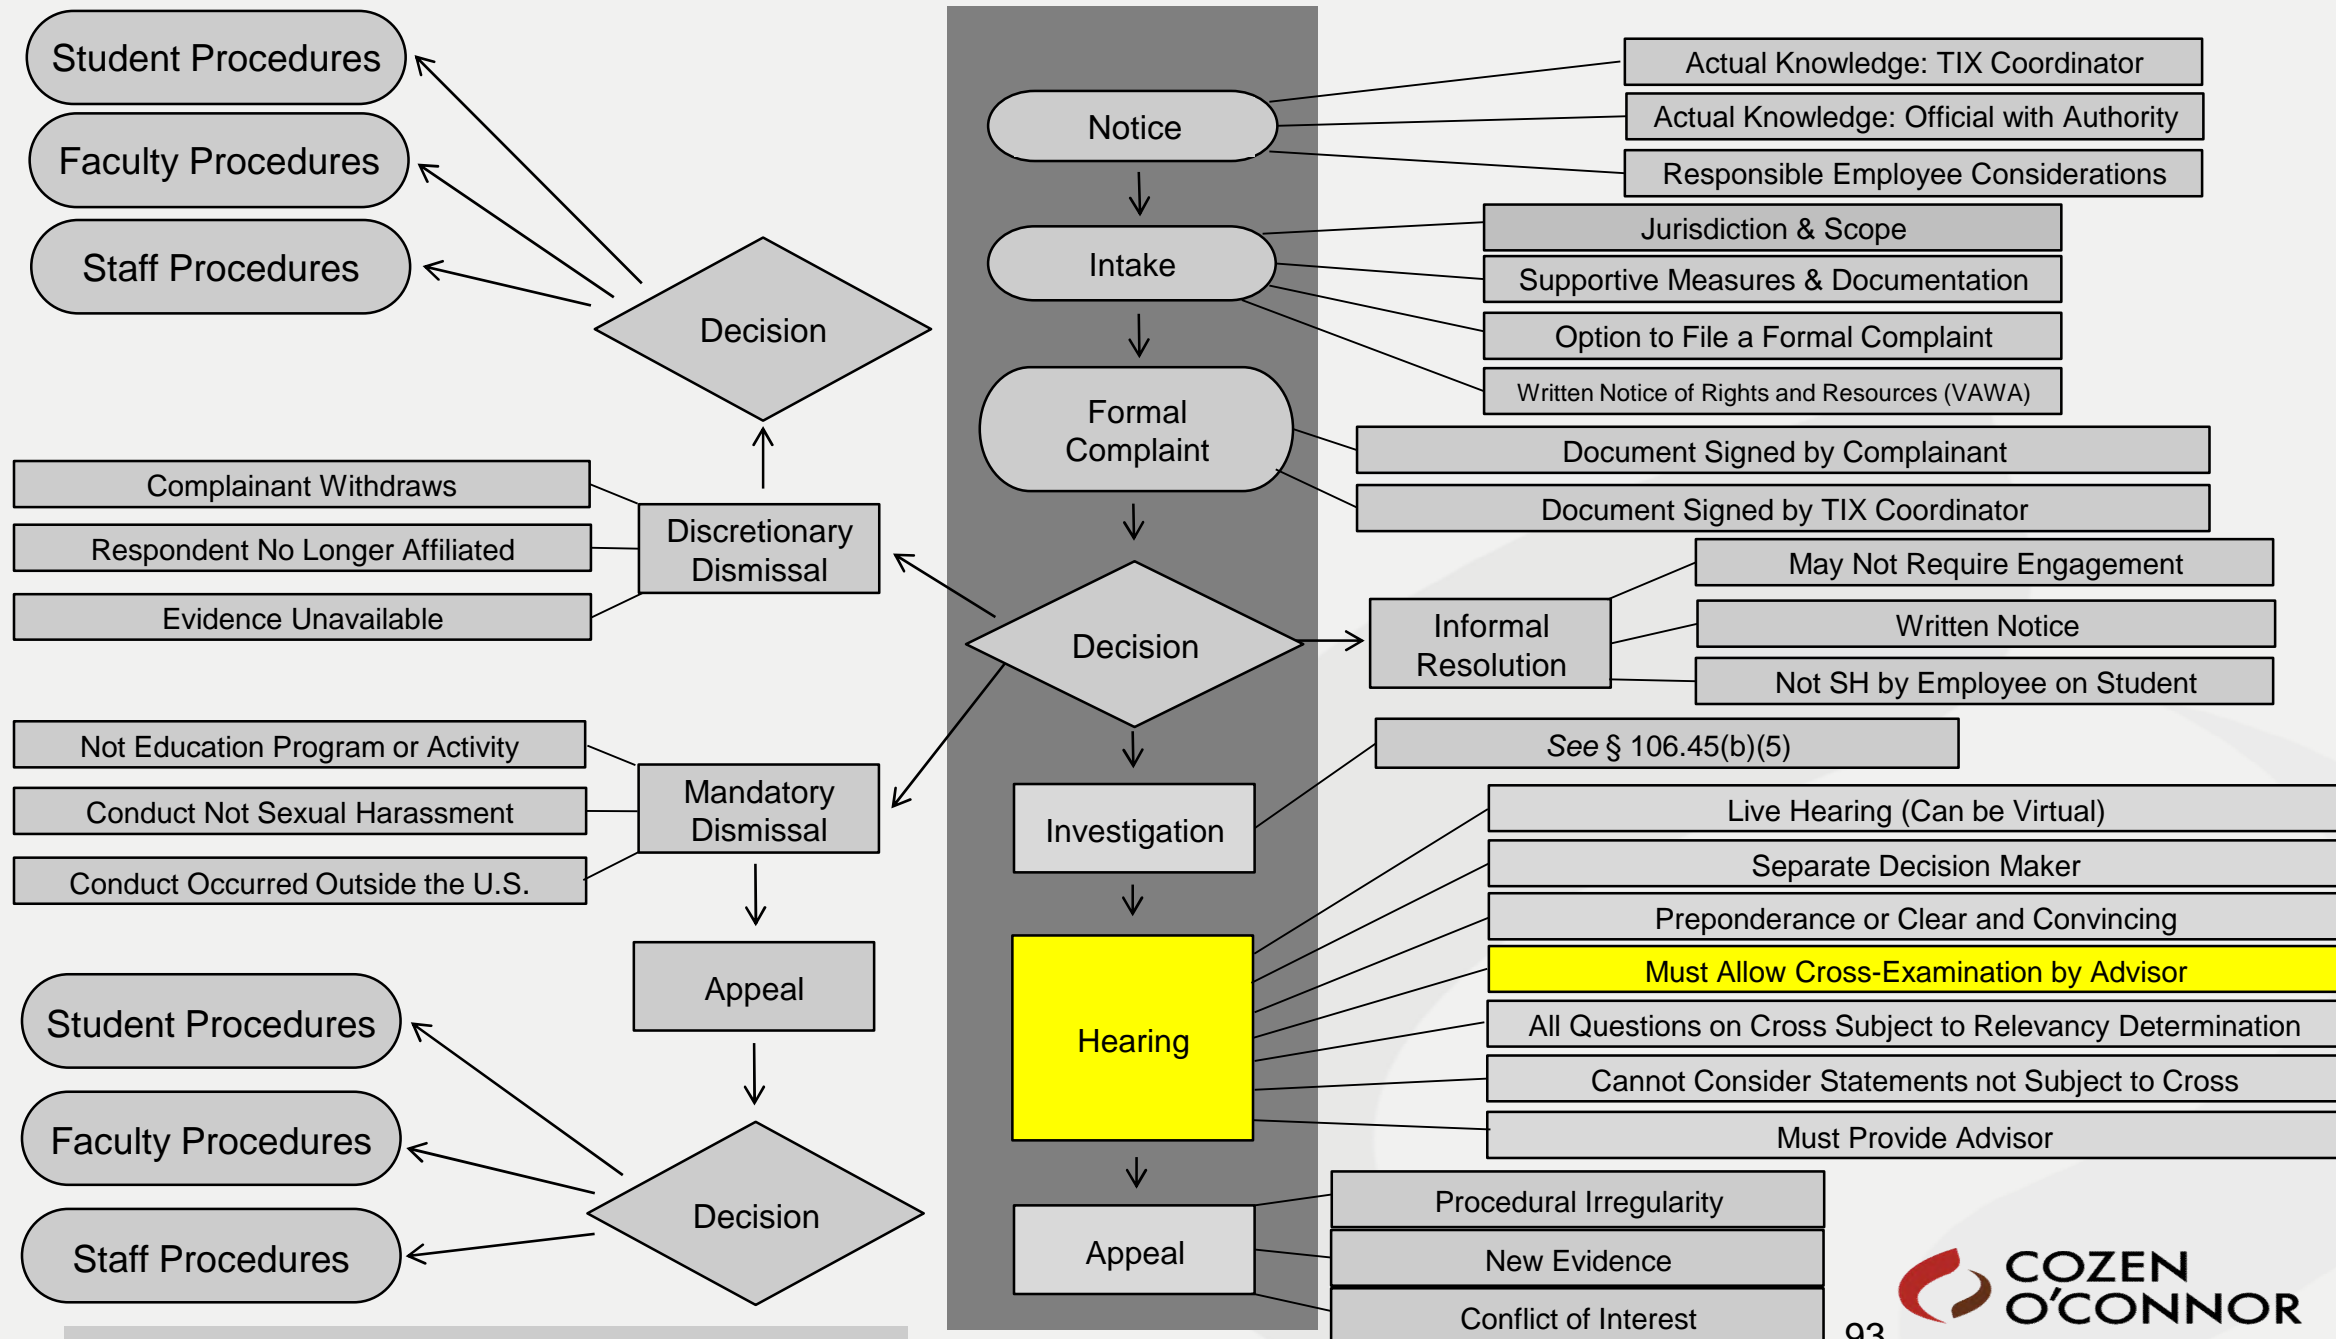 Student Procedures
Faculty Procedures
Staff Procedures
Decision
Complainant Withdraws
Respondent No Longer Affiliated
Evidence Unavailable
Discretionary
Dismissal
Not Education Program or Activity
Conduct Not Sexual Harassment
Conduct Occurred Outside the U.S.
Mandatory
Dismissal
Appeal
Student Procedures
Faculty Procedures
Staff Procedures
Decision
Notice
Intake
Formal
Complaint
Decision
Investigation
Hearing
Appeal
Actual Knowledge: TIX Coordinator
Actual Knowledge: Official with Authority
Responsible Employee Considerations
Jurisdiction & Scope
Supportive Measures & Documentation
Option to File a Formal Complaint
Written Notice of Rights and Resources (VAWA)
Document Signed by Complainant
Document Signed by TIX Coordinator
Informal
Resolution
May Not Require Engagement
Written Notice
Not SH by Employee on Student
See § 106.45(b)(5)
Live Hearing (Can be Virtual)
Separate Decision Maker
Preponderance or Clear and Convincing
Must Allow Cross-Examination by Advisor
All Questions on Cross Subject to Relevancy Determination
Cannot Consider Statements not Subject to Cross
Must Provide Advisor
Procedural Irregularity
New Evidence
Conflict of Interest
93
COZEN
O'CONNOR